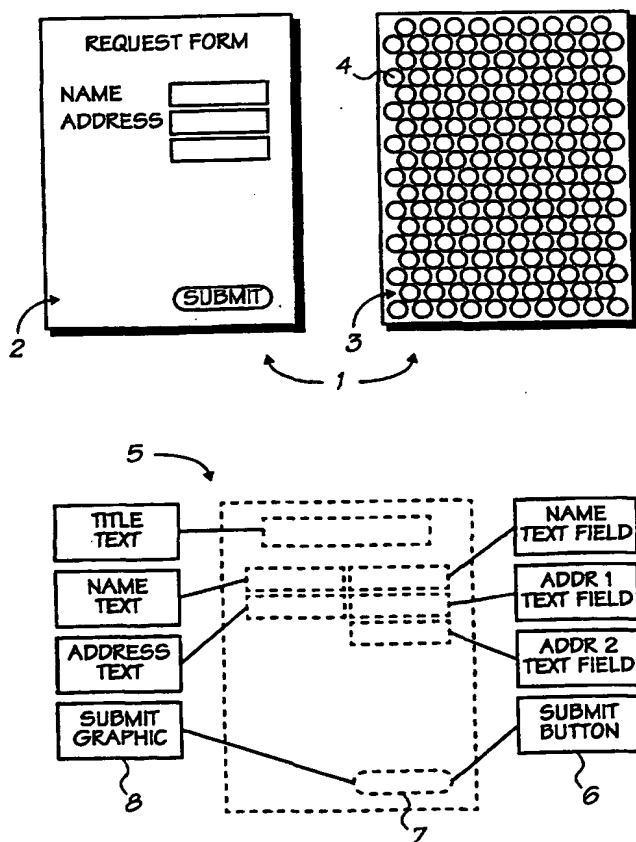 REQUEST FORM
NAME
ADDRESS
SUBMIT
2
4
3
1
5
TITLE
TEXT
NAME
TEXT
ADDRESS
TEXT
SUBMIT
GRAPHIC
8
NAME
TEXT FIELD
ADDR 1
TEXT FIELD
ADDR 2
TEXT FIELD
SUBMIT
BUTTON
6
7